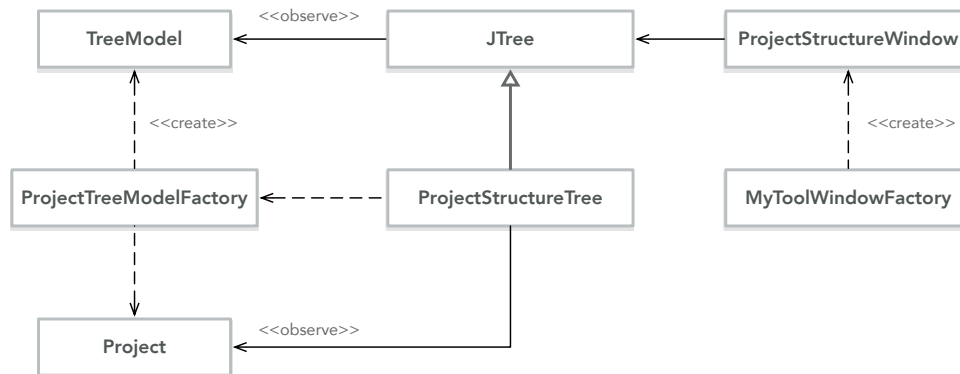 <<observe>>
TreeModel
JTree
ProjectStructureWindow
<<create>>
<<create>>
ProjectTreeModelFactory
ProjectStructureTree
MyToolWindowFactory
<<observe>>
Project